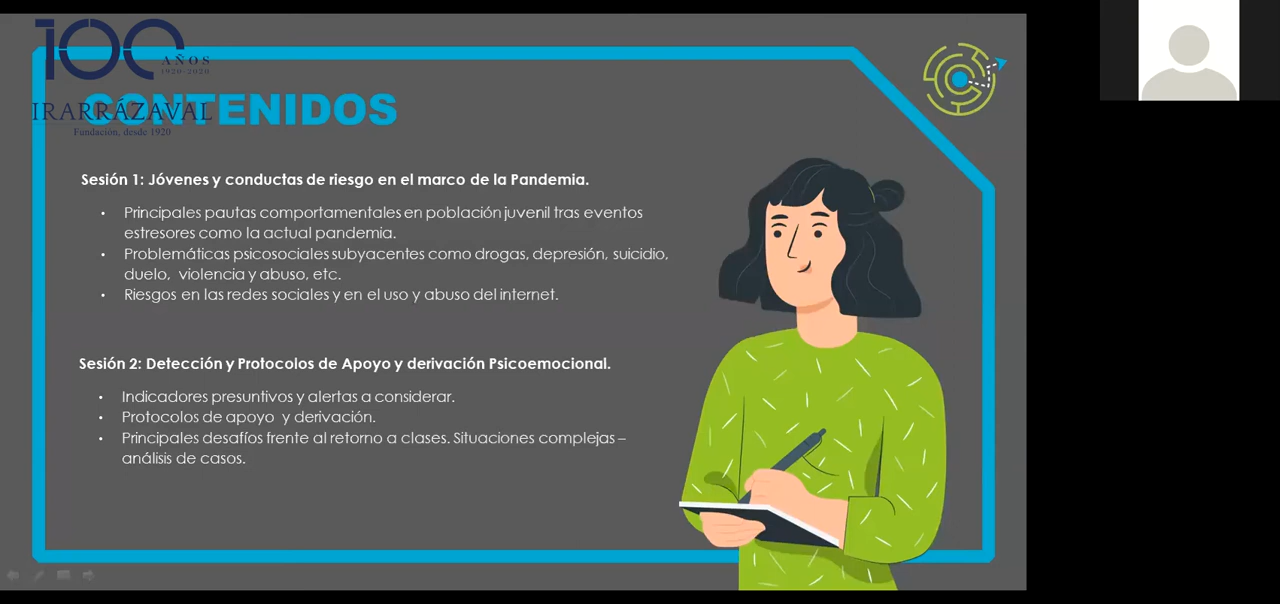 100
AÑOS
1920-2020
IRARRÁZAVAL
Fundación, desde 1920
CONTENIDOS
Sesión 1: Jóvenes y conductas de riesgo en el marco de la Pandemia.
• Principales pautas comportamentales en población juvenil tras eventos
estresores como la actual pandemia.
• Problemáticas psicosociales subyacentes como drogas, depresión, suicidio,
duelo, violencia y abuso, etc.
• Riesgos en las redes sociales y en el uso y abuso del internet.
Sesión 2: Detección y Protocolos de Apoyo y derivación Psicoemocional.
• Indicadores presuntivos y alertas a considerar.
• Protocolos de apoyo y derivación.
• Principales desafíos frente al retorno a clases. Situaciones complejas –
análisis de casos.